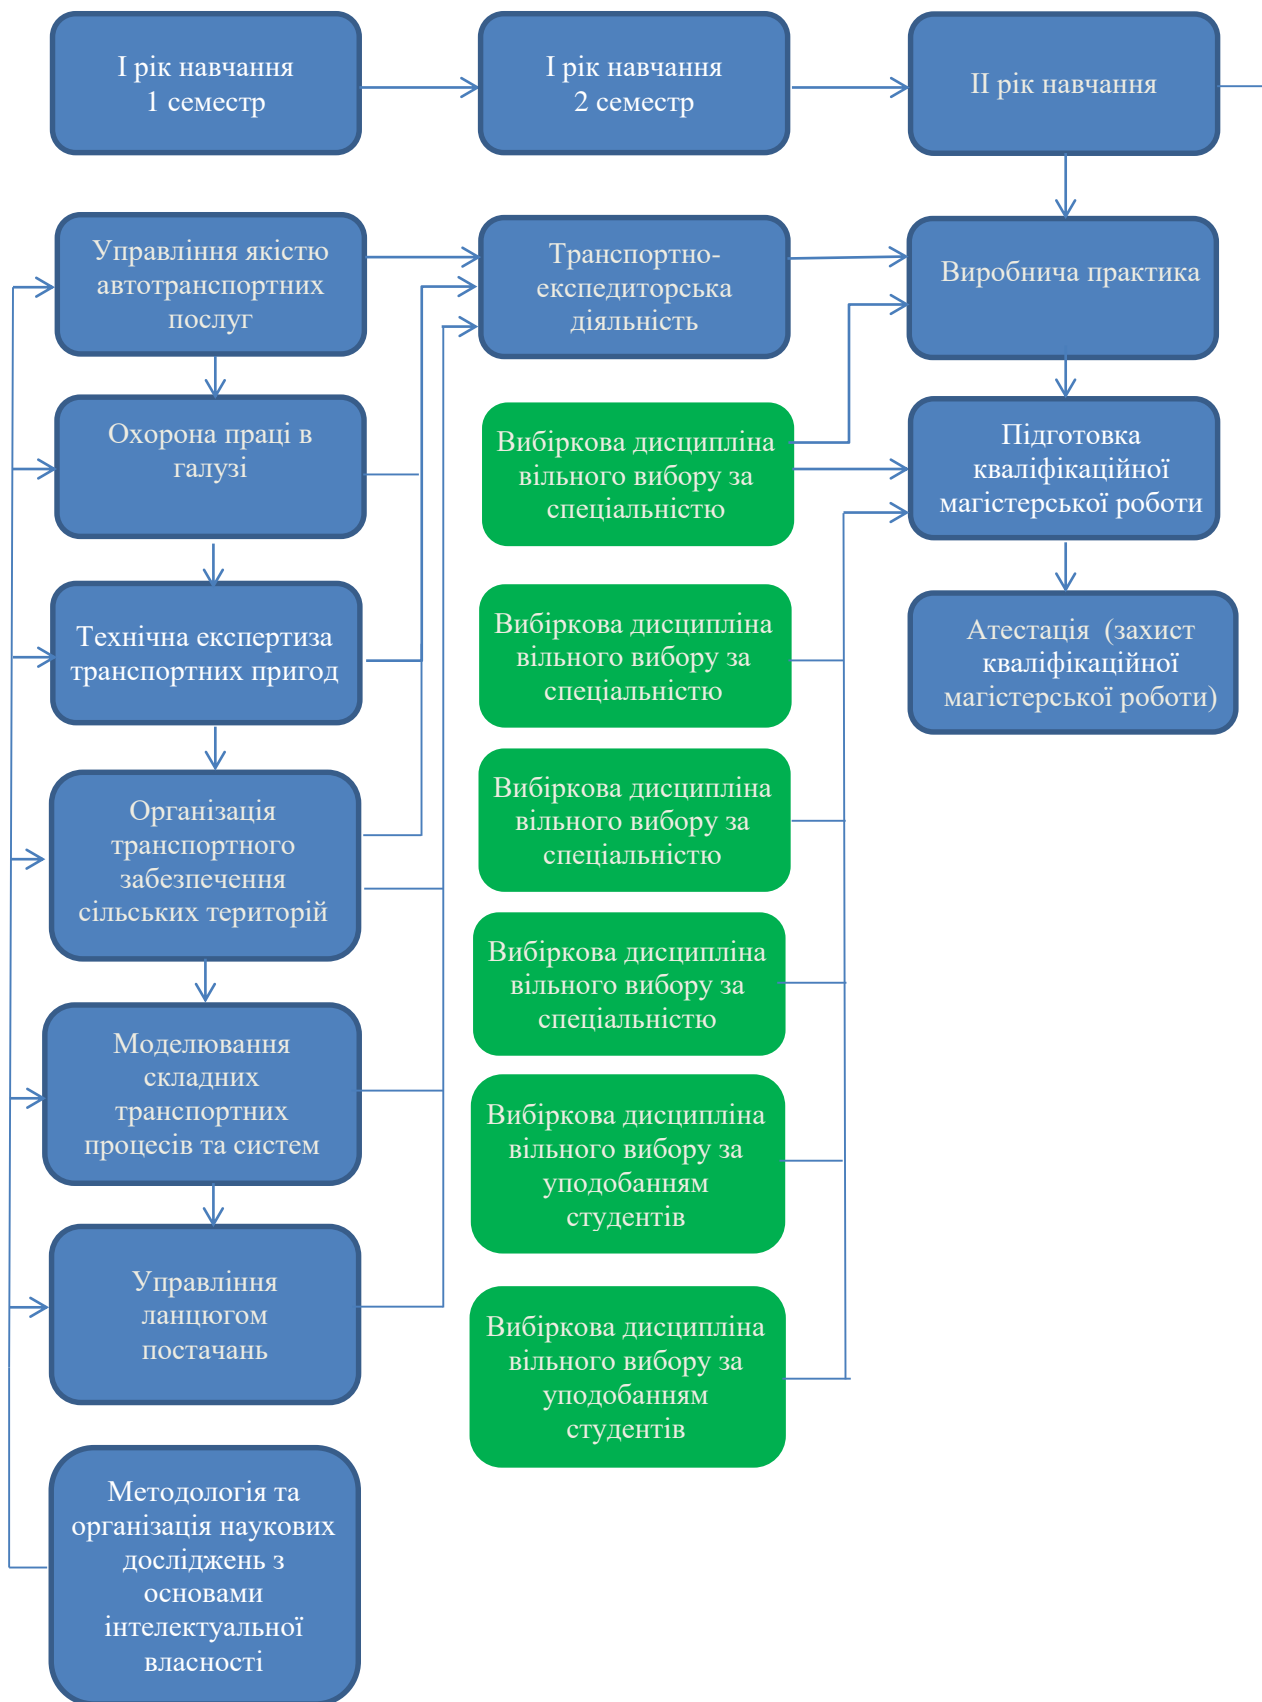 І рік навчання
1 семестр
І рік навчання
2 семестр
ІІ рік навчання
Управління якістю
автотранспортних
послуг
Охорона праці в
галузі
Технічна експертиза
транспортних пригод
Організація
транспортного
забезпечення
сільських територій
Моделювання
складних
транспортних
процесів та систем
Управління
ланцюгом
постачань
Методологія та
організація наукових
досліджень з
основами
інтелектуальної
власності
Транспортно-
експедиторська
діяльність
Вибіркова дисципліна
вільного вибору за
спеціальністю
Вибіркова дисципліна
вільного вибору за
спеціальністю
Вибіркова дисципліна
вільного вибору за
спеціальністю
Вибіркова дисципліна
вільного вибору за
спеціальністю
Вибіркова дисципліна
вільного вибору за
уподобанням
студентів
Вибіркова дисципліна
вільного вибору за
уподобанням
студентів
Виробнича практика
Підготовка
кваліфікаційної
магістерської роботи
Атестація (захист
кваліфікаційної
магістерської роботи)